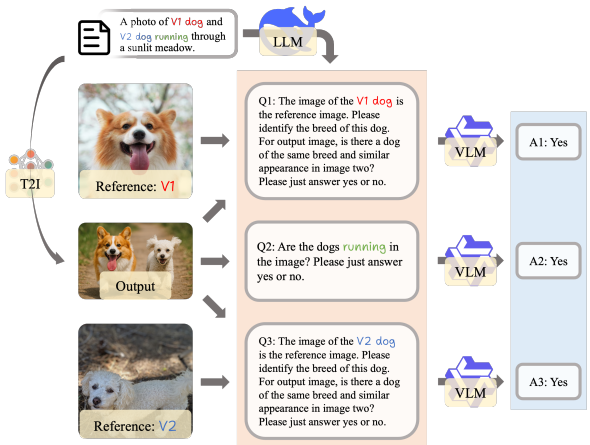 A photo of V1 dog and
V2 dog running through
a sunlit meadow.
LLM
T2I
Reference: V1
Output
Reference: V2
Q1: The image of the V1 dog is
the reference image. Please
identify the breed of this dog.
For output image, is there a dog
of the same breed and similar
appearance in image two?
Please just answer yes or no.
Q2: Are the dogs running in
the image? Please just answer
yes or no.
Q3: The image of the V2 dog
is the reference image. Please
identify the breed of this dog.
For output image, is there a dog
of the same breed and similar
appearance in image two?
Please just answer yes or no.
VLM
A1: Yes
VLM
A2: Yes
VLM
A3: Yes